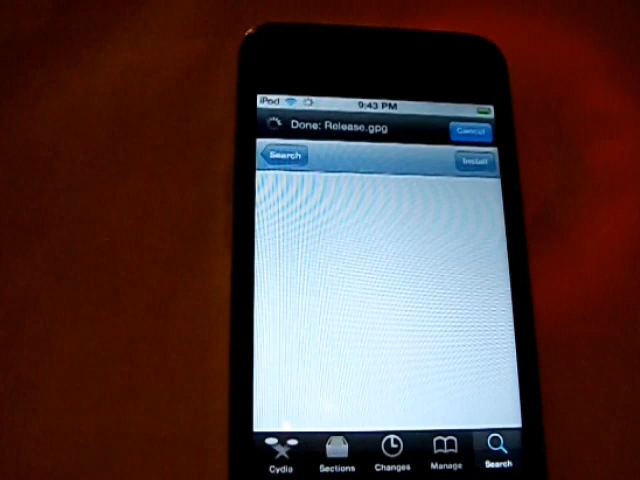 iPod 9:43 PM
Done: Release.gpg Cancel
Search Install
Cydia Sections Changes Manage Search